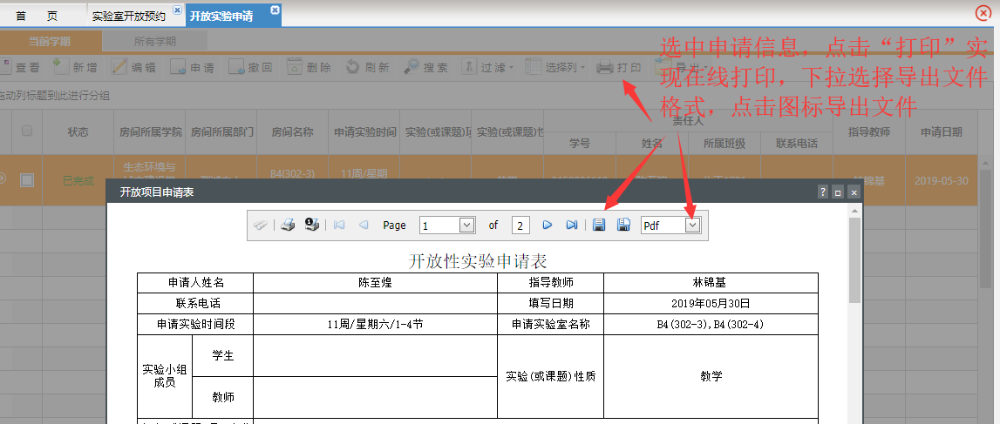 首 页 实验室开放预约 开放实验申请
当前学期 所有学期
查看 新增 编辑 申请 撤回 删除 刷新 搜索 过滤 选择列 打印 导出
选中申请信息，点击“打印”实
现在线打印，下拉选择导出文件
格式，点击图标导出文件
拖动列标题到此进行分组
状态 房间所属学院 房间所属部门 房间名称 申请实验时间 实验(或课题)项 实验(或课题)性 责任人 指导教师 申请日期
学号 姓名 所属班级 联系电话
生态环境与
已完成 B4(302-3) 11周/星期 林锦基 2019-05-30
开放项目申请表
Page 1 of 2 Pdf
开放性实验申请表
申请人姓名 陈至煌 指导教师 林锦基
联系电话 填写日期 2019年05月30日
申请实验时间段 11周/星期六/1-4节 申请实验室名称 B4(302-3),B4(302-4)
实验小组
成员
学生
教师
实验(或课题)性质 教学